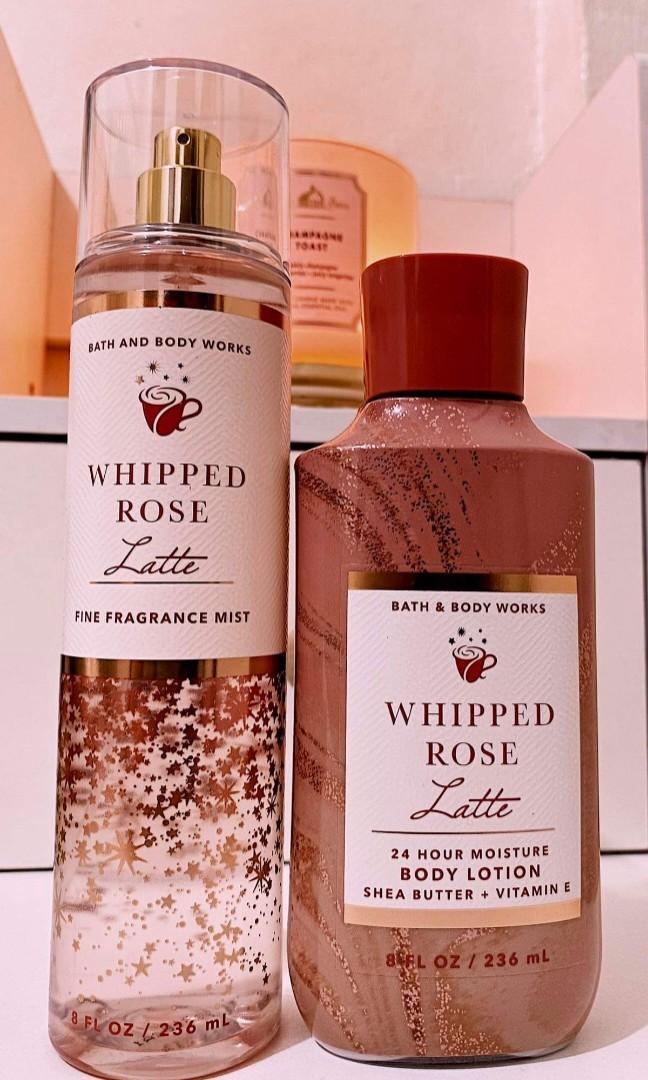 BATH AND BODY WORKS
WHIPPED
ROSE
Latte
FINE FRAGRANCE MIST
8 FL OZ / 236 mL
BATH & BODY WORKS
WHIPPED
ROSE
Latte
24 HOUR MOISTURE
BODY LOTION
SHEA BUTTER + VITAMIN E
8 FL OZ / 236 mL
TOAST